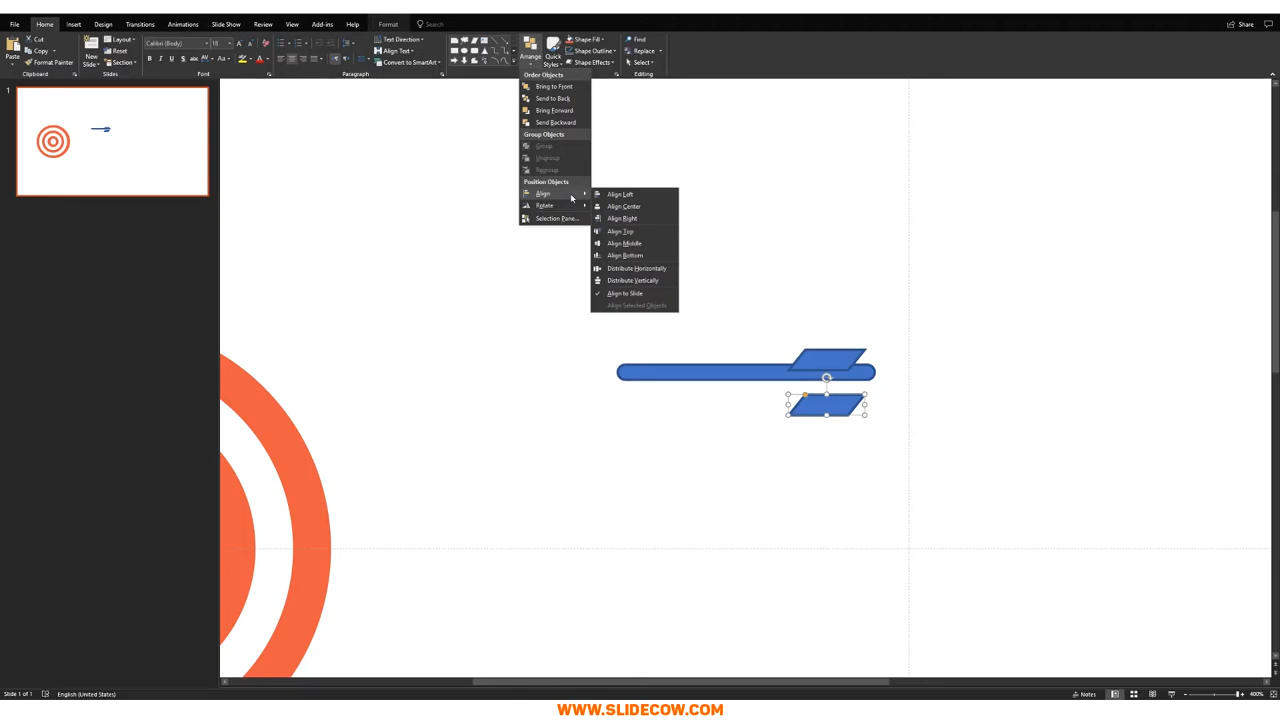 File Home Insert Design Transitions Animations Slide Show Review View Add-ins Help Format Search Share
Paste Cut Copy Format Painter Clipboard
New Slide Layout Reset Section Slides
Calibri (Body) 18 Font
Text Direction Align Text Convert to SmartArt Paragraph
Arrange Quick Styles Shape Fill Shape Outline Shape Effects
Find Replace Select Editing
Order Objects
Bring to Front
Send to Back
Bring Forward
Send Backward
Group Objects
Group
Ungroup
Regroup
Position Objects
Align
Rotate
Selection Pane...
Align Left
Align Center
Align Right
Align Top
Align Middle
Align Bottom
Distribute Horizontally
Distribute Vertically
Align to Slide
Align Selected Objects
1
Slide 1 of 1 English (United States) Notes 400%
WWW.SLIDECOW.COM